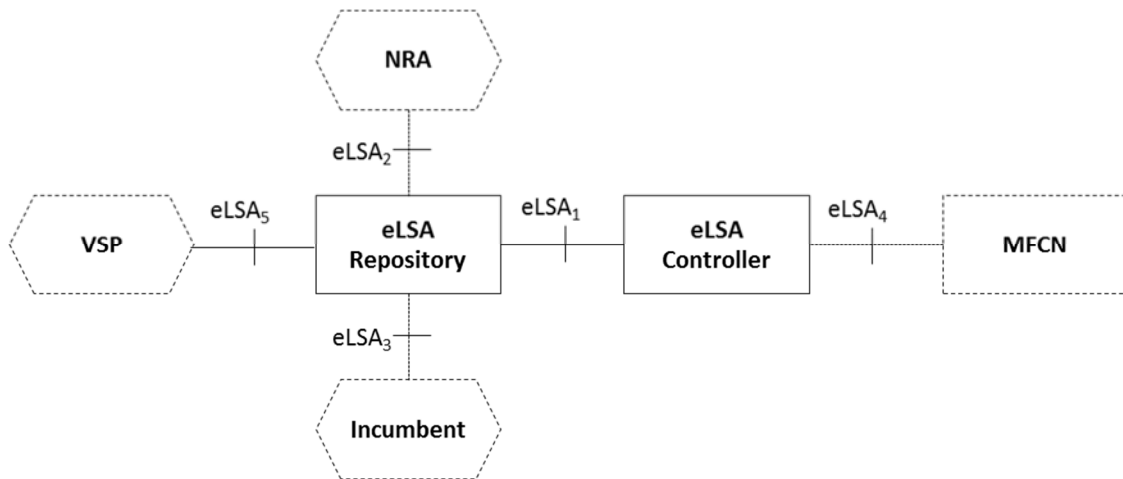 NRA
eLSA₂
eLSA₅
eLSA₁
eLSA₄
VSP
eLSA
Repository
eLSA
Controller
MFCN
eLSA₃
Incumbent